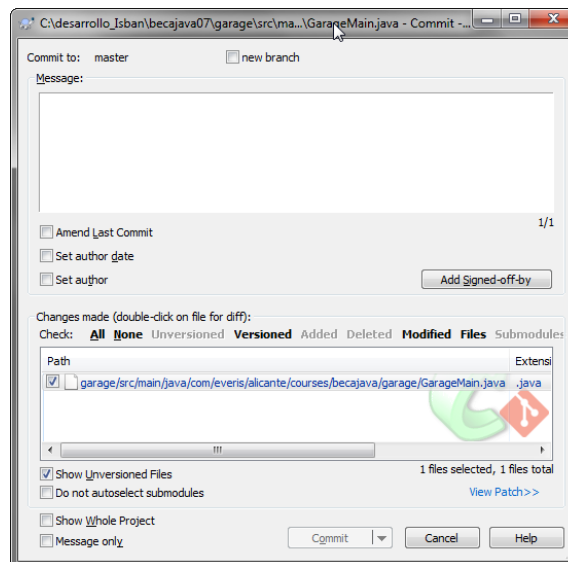 C:\desarrollo_Isban\becajava07\garage\src\ma...\GarageMain.java - Commit -...
Commit to: master new branch
Message:
1/1
Amend Last Commit
Set author date
Set author Add Signed-off-by
Changes made (double-click on file for diff):
Check: All None Unversioned Versioned Added Deleted Modified Files Submodules
Path Extensi
garage/src/main/java/com/everis/alicante/courses/becajava/garage/GarageMain.java .java
Show Unversioned Files 1 files selected, 1 files total
Do not autoselect submodules View Patch>>
Show Whole Project
Message only Commit Cancel Help